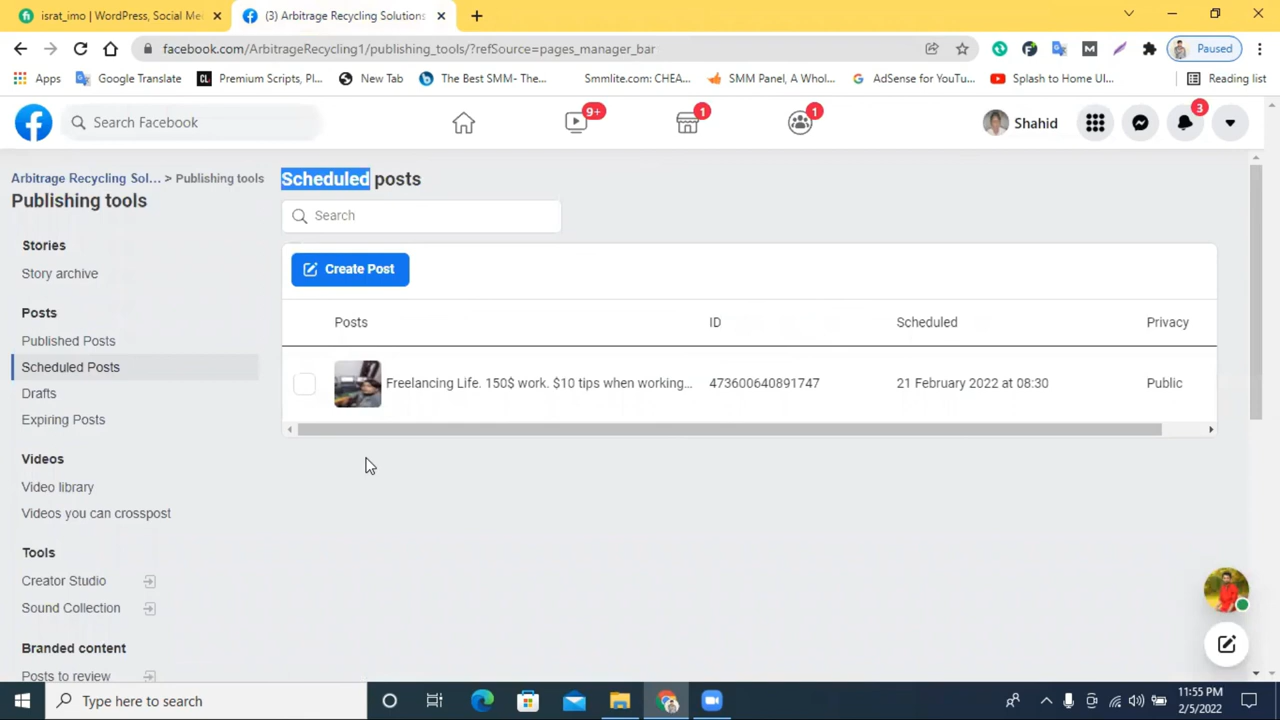 israt_imo | WordPress, Social Me
(3) Arbitrage Recycling Solutions
facebook.com/ArbitrageRecycling1/publishing_tools/?refSource=pages_manager_bar
Paused
Apps
Google Translate
Premium Scripts, Pl...
New Tab
The Best SMM- The...
Smmlite.com: CHEA...
SMM Panel, A Whol...
AdSense for YouTu...
Splash to Home UI...
Reading list
Search Facebook
9+
1
1
Shahid
3
Arbitrage Recycling Sol... > Publishing tools
Publishing tools
Stories
Story archive
Posts
Published Posts
Scheduled Posts
Drafts
Expiring Posts
Videos
Video library
Videos you can crosspost
Tools
Creator Studio
Sound Collection
Branded content
Posts to review
Scheduled posts
Search
Create Post
Posts ID Scheduled Privacy
Freelancing Life. 150$ work. $10 tips when working... 473600640891747 21 February 2022 at 08:30 Public
Type here to search
11:55 PM
2/5/2022